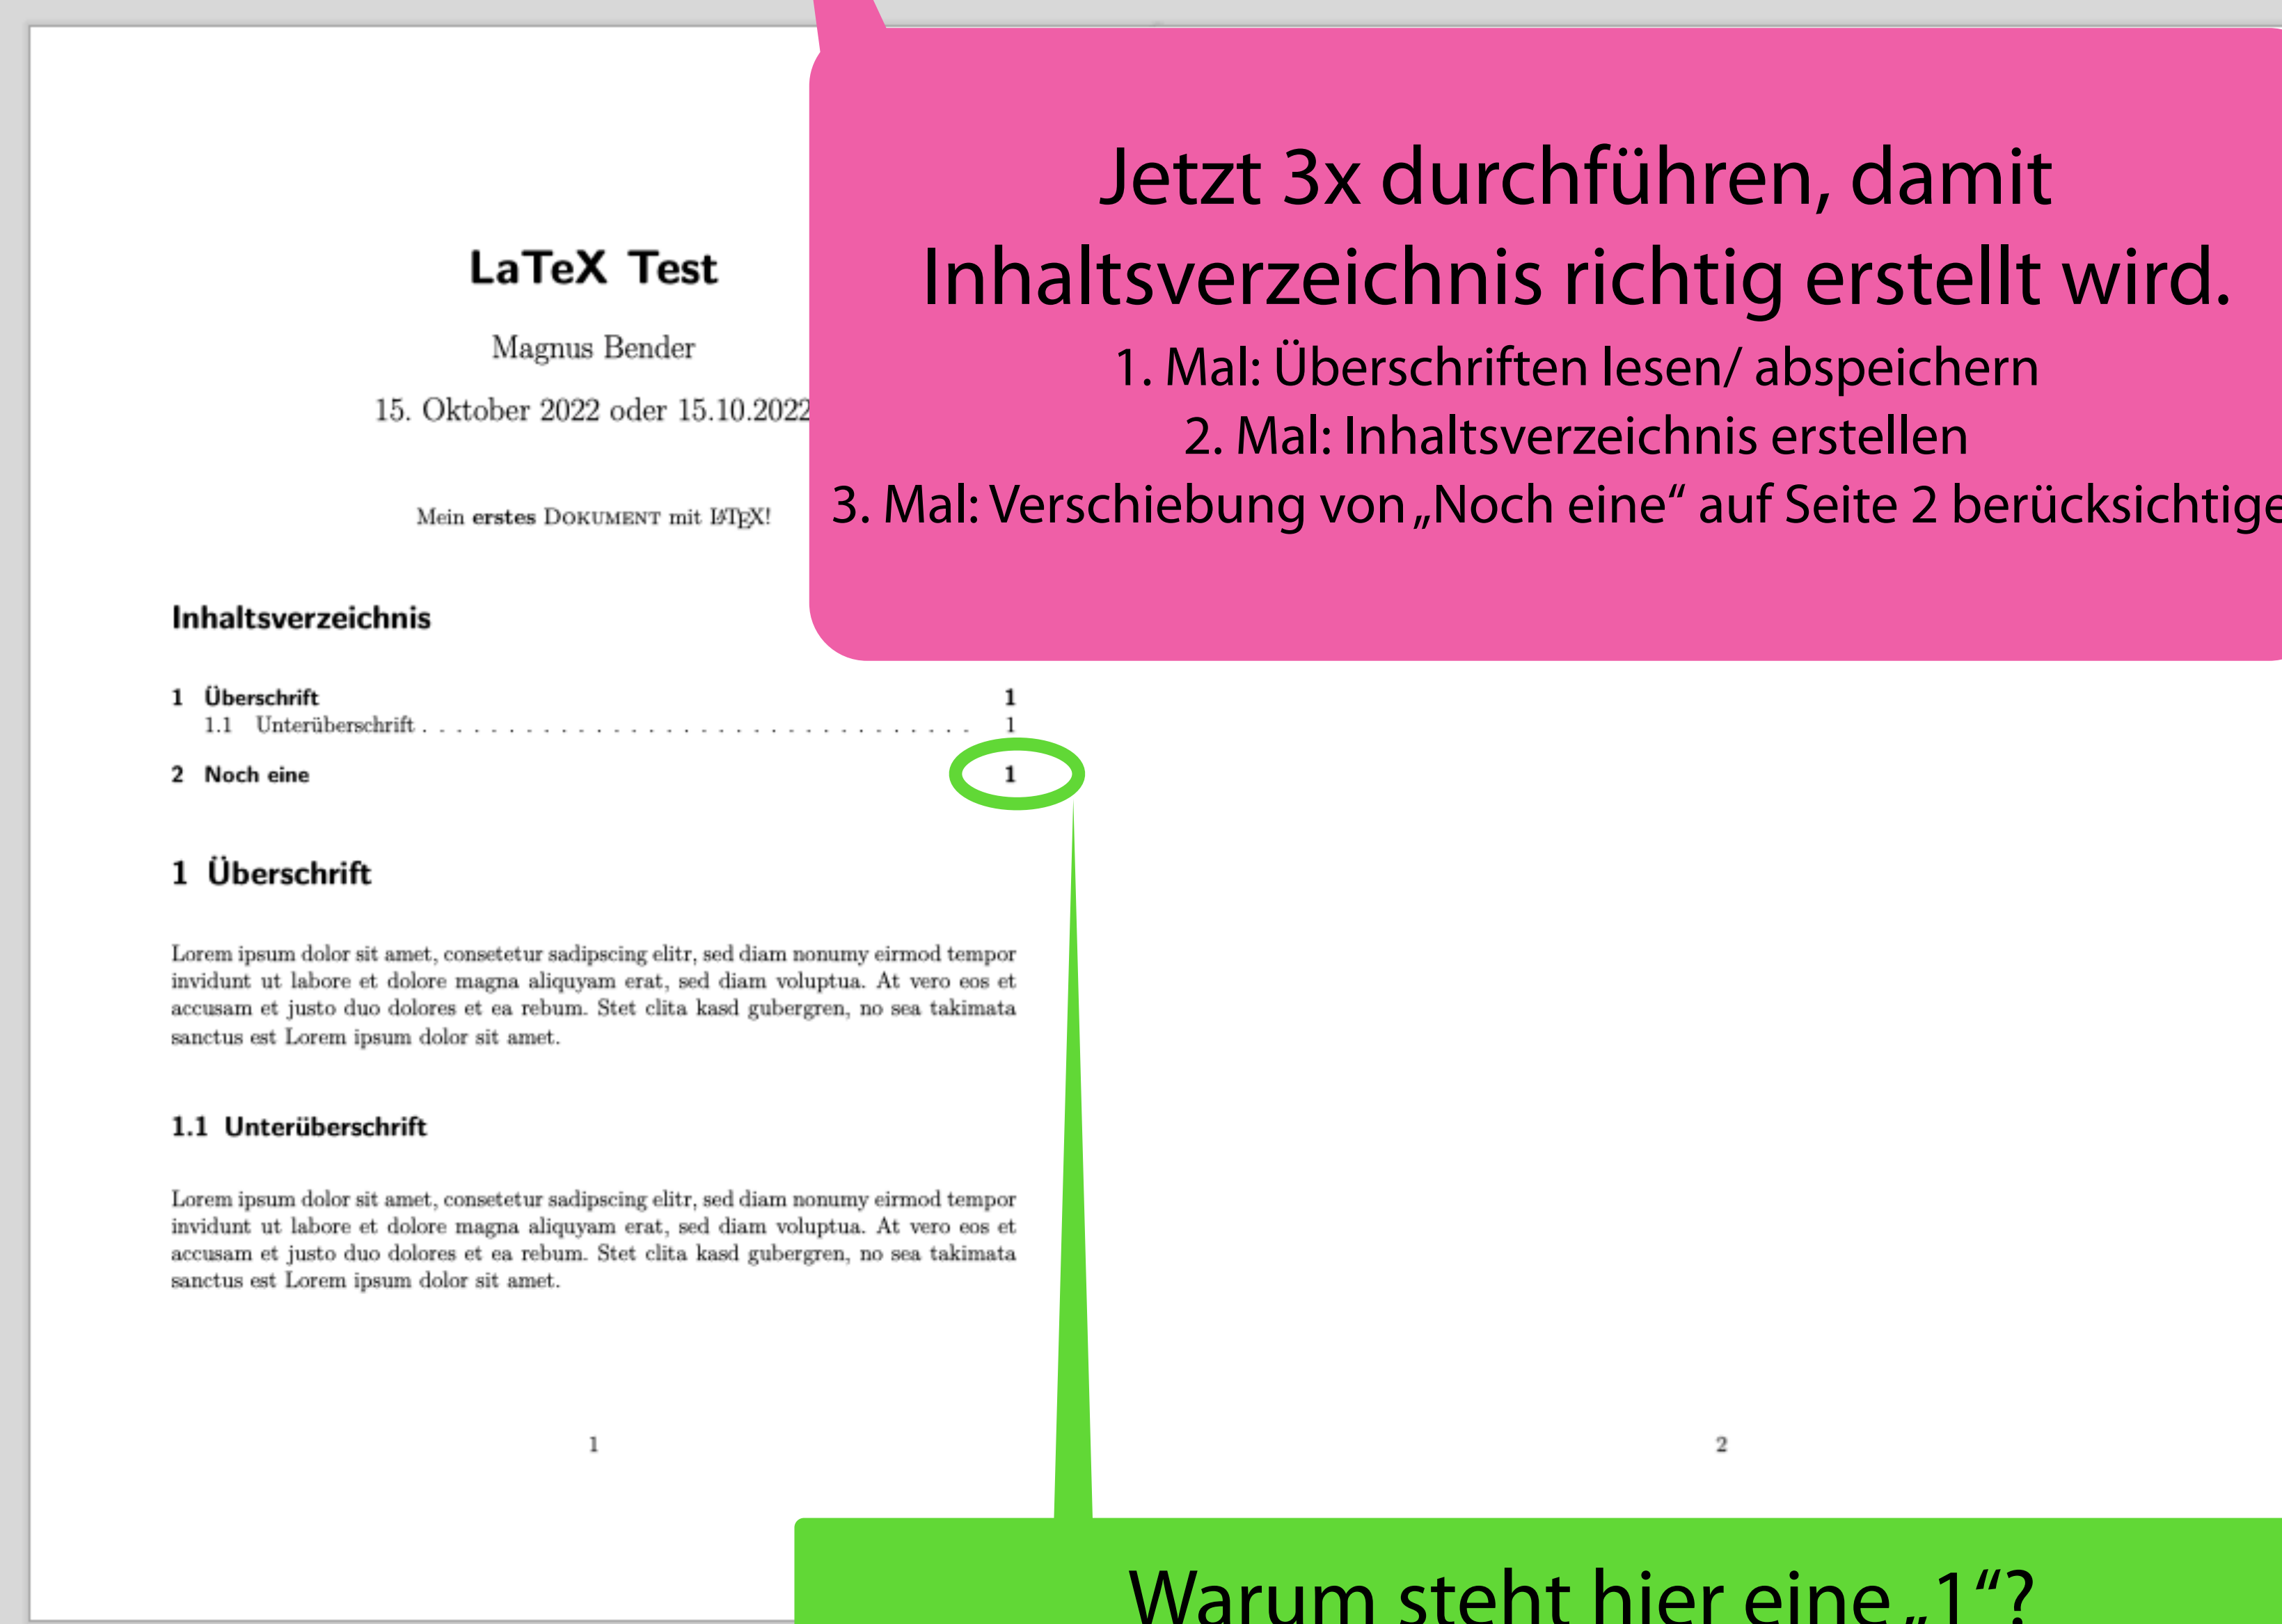 Jetzt 3x durchführen, damit
Inhaltsverzeichnis richtig erstellt wird.
1. Mal: Überschriften lesen/ abspeichern
2. Mal: Inhaltsverzeichnis erstellen
3. Mal: Verschiebung von „Noch eine“ auf Seite 2 berücksichtige
LaTeX Test
Magnus Bender
15. Oktober 2022 oder 15.10.2022
Mein erstes DOKUMENT mit LATEX!
Inhaltsverzeichnis
1 Überschrift 1
1.1 Unterüberschrift . . . . . . . . . . . . . . . . . . . . . . . . . . . . . . 1
2 Noch eine 1
1 Überschrift
Lorem ipsum dolor sit amet, consetetur sadipscing elitr, sed diam nonumy eirmod tempor
invidunt ut labore et dolore magna aliquyam erat, sed diam voluptua. At vero eos et
accusam et justo duo dolores et ea rebum. Stet clita kasd gubergren, no sea takimata
sanctus est Lorem ipsum dolor sit amet.
1.1 Unterüberschrift
Lorem ipsum dolor sit amet, consetetur sadipscing elitr, sed diam nonumy eirmod tempor
invidunt ut labore et dolore magna aliquyam erat, sed diam voluptua. At vero eos et
accusam et justo duo dolores et ea rebum. Stet clita kasd gubergren, no sea takimata
sanctus est Lorem ipsum dolor sit amet.
1
2
Warum steht hier eine „1“?